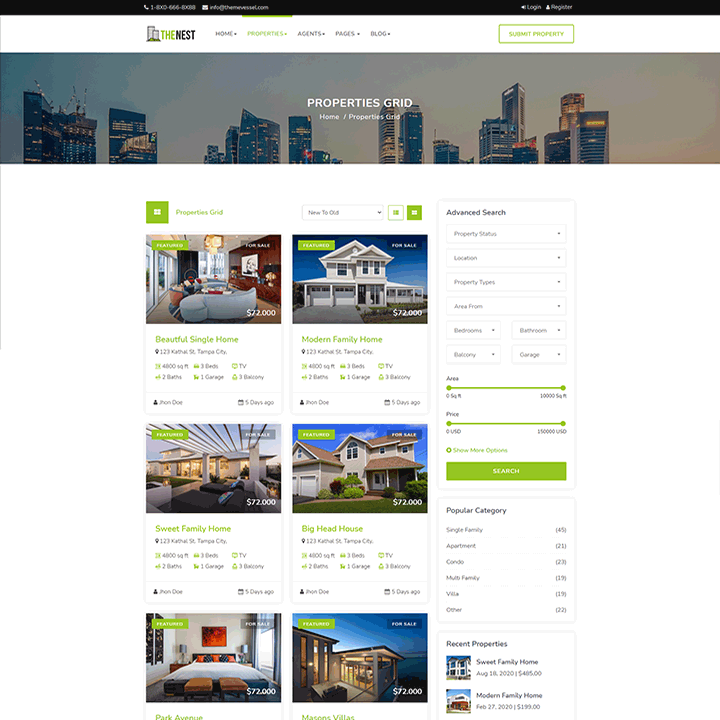 1-8X0-666-8X88 info@themevessel.com Login Register
THENEST HOME PROPERTIES AGENTS PAGES BLOG SUBMIT PROPERTY
PROPERTIES GRID
Home / Properties Grid
Properties Grid New To Old
FEATURED FOR SALE
$72.000
Beautful Single Home
123 Kathal St, Tampa City,
4800 sq ft 3 Beds TV
2 Baths 1 Garage 3 Balcony
Jhon Doe 5 Days ago
FEATURED FOR SALE
$72.000
Modern Family Home
123 Kathal St, Tampa City,
4800 sq ft 3 Beds TV
2 Baths 1 Garage 3 Balcony
Jhon Doe 5 Days ago
FEATURED FOR SALE
$72.000
Sweet Family Home
123 Kathal St, Tampa City,
4800 sq ft 3 Beds TV
2 Baths 1 Garage 3 Balcony
Jhon Doe 5 Days ago
FEATURED FOR SALE
$72.000
Big Head House
123 Kathal St, Tampa City,
4800 sq ft 3 Beds TV
2 Baths 1 Garage 3 Balcony
Jhon Doe 5 Days ago
FEATURED FOR SALE
$72.000
Park Avenue
FEATURED FOR SALE
$72.000
Masons Villas
Advanced Search
Property Status
Location
Property Types
Area From
Bedrooms Bathroom
Balcony Garage
Area
0 Sq ft 10000 Sq ft
Price
0 USD 150000 USD
Show More Options
SEARCH
Popular Category
Single Family (45)
Apartment (21)
Condo (23)
Multi Family (19)
Villa (19)
Other (22)
Recent Properties
Sweet Family Home
Aug 18, 2020 | $485,00
Modern Family Home
Feb 27, 2020 | $199,00